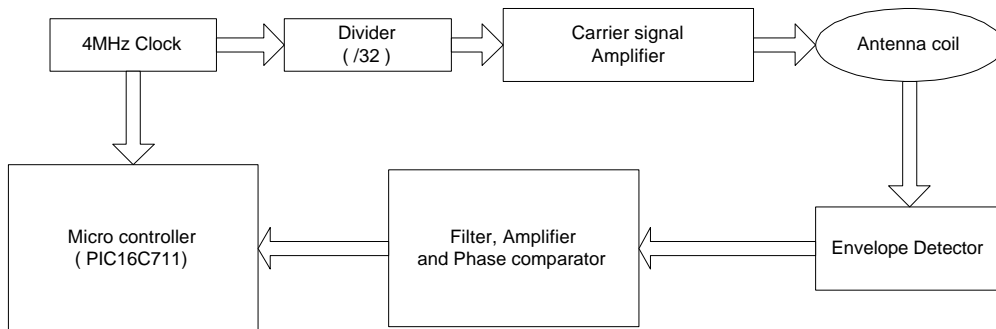 4MHz Clock
Divider
( /32 )
Carrier signal
Amplifier
Antenna coil
Micro controller
( PIC16C711)
Filter, Amplifier
and Phase comparator
Envelope Detector